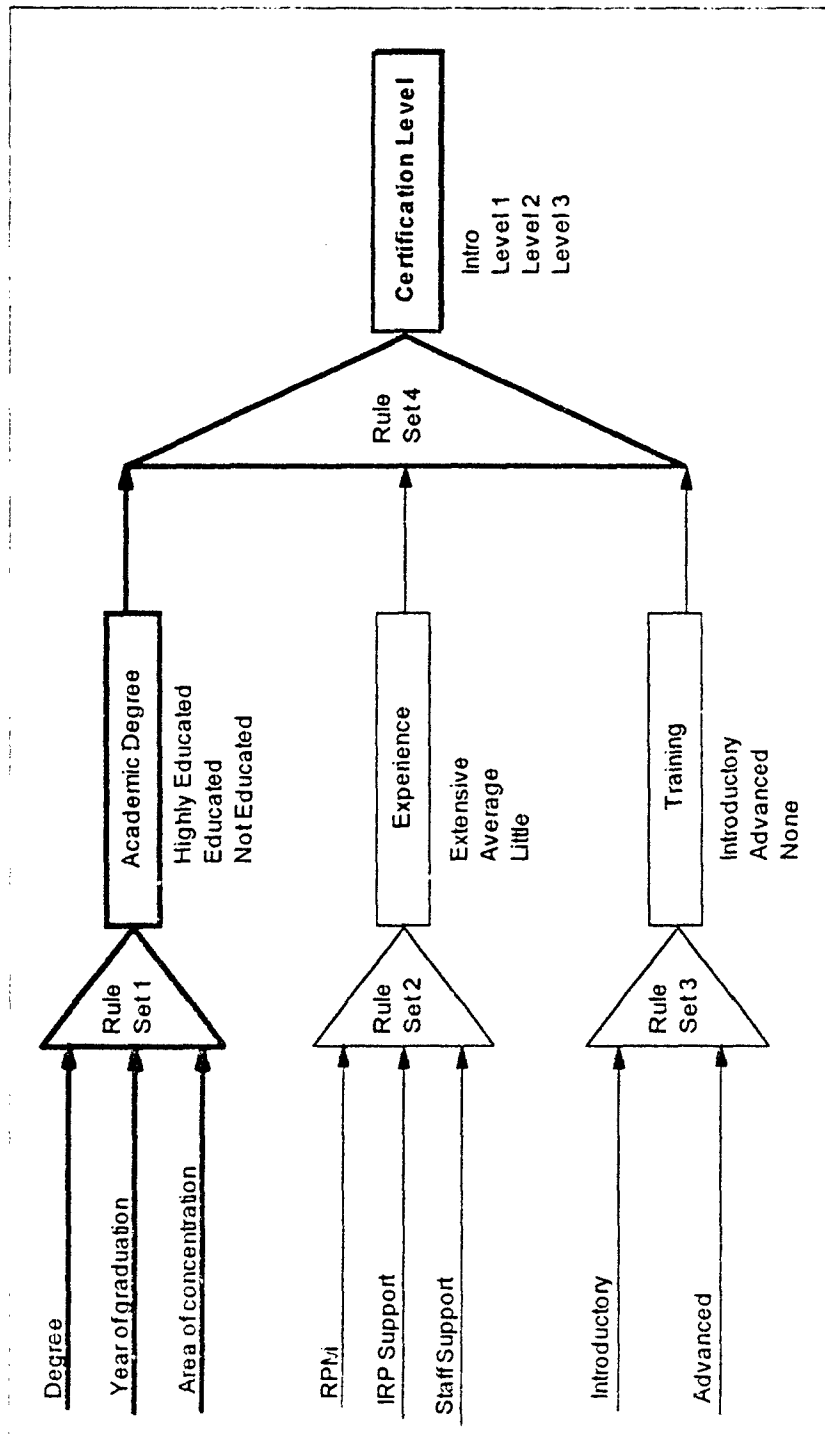 Degree
Year of graduation
Area of concentration
Rule
Set 1
Academic Degree
Highly Educated
Educated
Not Educated
RPM
IRP Support
Staff Support
Rule
Set 2
Experience
Extensive
Average
Little
Introductory
Advanced
Rule
Set 3
Training
Introductory
Advanced
None
Rule
Set 4
Certification Level
Intro
Level 1
Level 2
Level 3